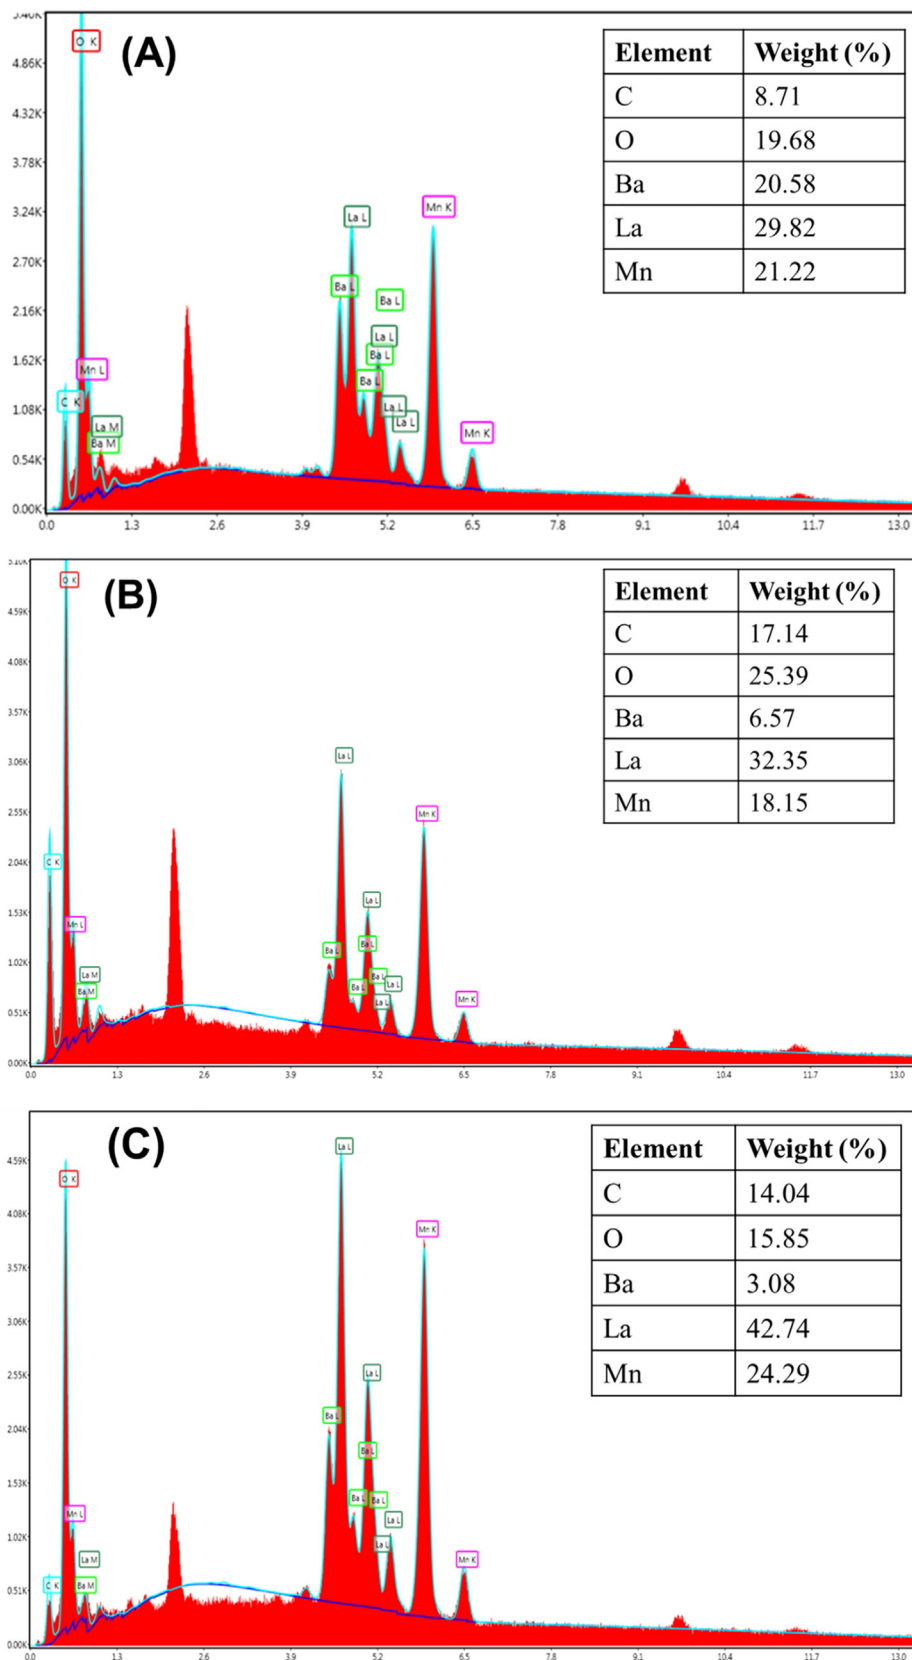 5.40K
O K
(A)
Element Weight (%)
C 8.71
O 19.68
Ba 20.58
La 29.82
Mn 21.22
4.86K
4.32K
3.78K
3.24K
2.70K
2.16K
1.62K
1.08K
0.54K
0.00K
La L
Mn K
Ba L
Ba L
La L
Ba L
Mn L
Ba L
C K
La L
La L
La M
Ba M
Mn K
0.0 1.3 2.6 3.9 5.2 6.5 7.8 9.1 10.4 11.7 13.0
5.10K
O K
(B)
Element Weight (%)
C 17.14
O 25.39
Ba 6.57
La 32.35
Mn 18.15
4.59K
4.08K
3.57K
3.06K
2.55K
2.04K
1.53K
1.02K
0.51K
0.00K
La L
Mn K
C K
La L
Mn L
Ba L
Ba L
La M
Ba L
La L
Ba M
Ba L
La L
Mn K
0.0 1.3 2.6 3.9 5.2 6.5 7.8 9.1 10.4 11.7 13.0
(C)
Element Weight (%)
C 14.04
O 15.85
Ba 3.08
La 42.74
Mn 24.29
4.59K
4.08K
3.57K
3.06K
2.55K
2.04K
1.53K
1.02K
0.51K
0.00K
La L
O K
Mn K
La L
Ba L
Ba L
Ba L
Ba L
Mn L
La L
La L
La M
Mn K
C K
Ba M
0.0 1.3 2.6 3.9 5.2 6.5 7.8 9.1 10.4 11.7 13.0